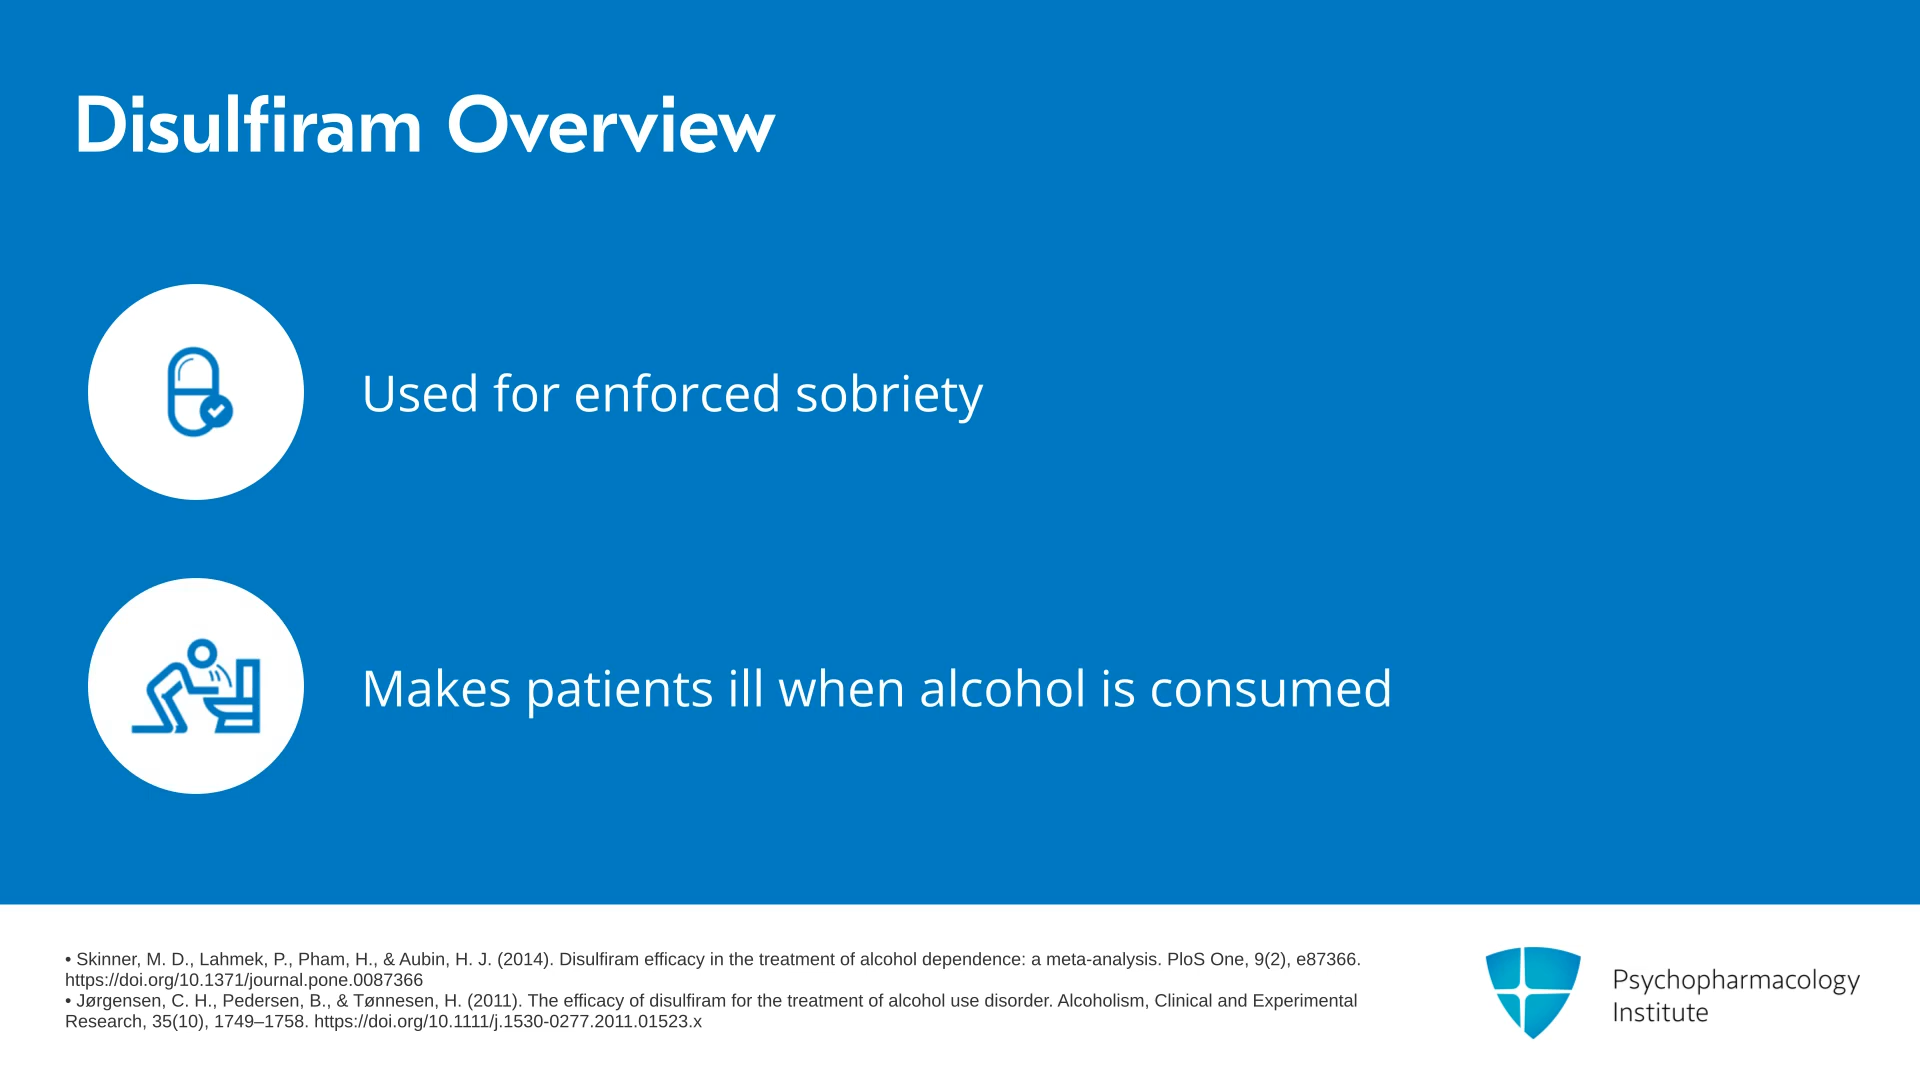 Disulfiram Overview
Used for enforced sobriety
Makes patients ill when alcohol is consumed
• Skinner, M. D., Lahmek, P., Pham, H., & Aubin, H. J. (2014). Disulfiram efficacy in the treatment of alcohol dependence: a meta-analysis. PloS One, 9(2), e87366.
https://doi.org/10.1371/journal.pone.0087366
• Jørgensen, C. H., Pedersen, B., & Tønnesen, H. (2011). The efficacy of disulfiram for the treatment of alcohol use disorder. Alcoholism, Clinical and Experimental
Research, 35(10), 1749–1758. https://doi.org/10.1111/j.1530-0277.2011.01523.x
Psychopharmacology
Institute